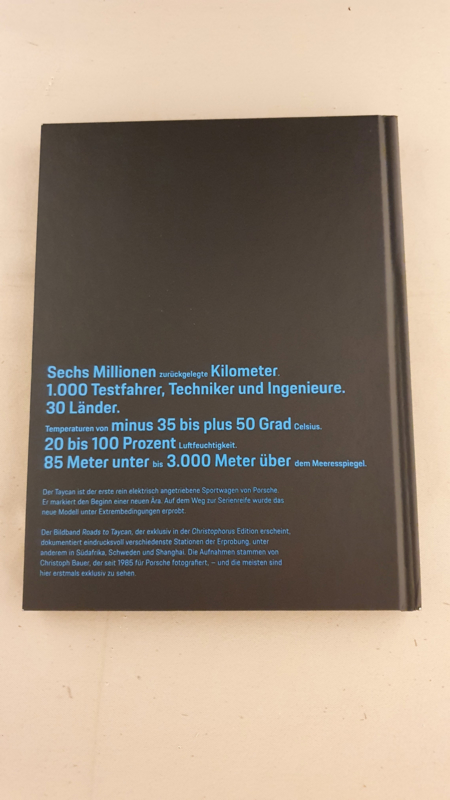 Sechs Millionen zurückgelegte Kilometer.
1.000 Testfahrer, Techniker und Ingenieure.
30 Länder.
Temperaturen von minus 35 bis plus 50 Grad Celsius.
20 bis 100 Prozent Luftfeuchtigkeit.
85 Meter unter bis 3.000 Meter über dem Meeresspiegel.
Der Taycan ist der erste rein elektrisch angetriebene Sportwagen von Porsche.
Er markiert den Beginn einer neuen Ära. Auf dem Weg zur Serienreife wurde das
neue Modell unter Extrembedingungen erprobt.
Der Bildband Roads to Taycan, der exklusiv in der Christophorus Edition erscheint,
dokumentiert eindrucksvoll verschiedenste Stationen der Erprobung, unter
anderem in Südafrika, Schweden und Shanghai. Die Aufnahmen stammen von
Christoph Bauer, der seit 1985 für Porsche fotografiert, – und die meisten sind
hier erstmals exklusiv zu sehen.